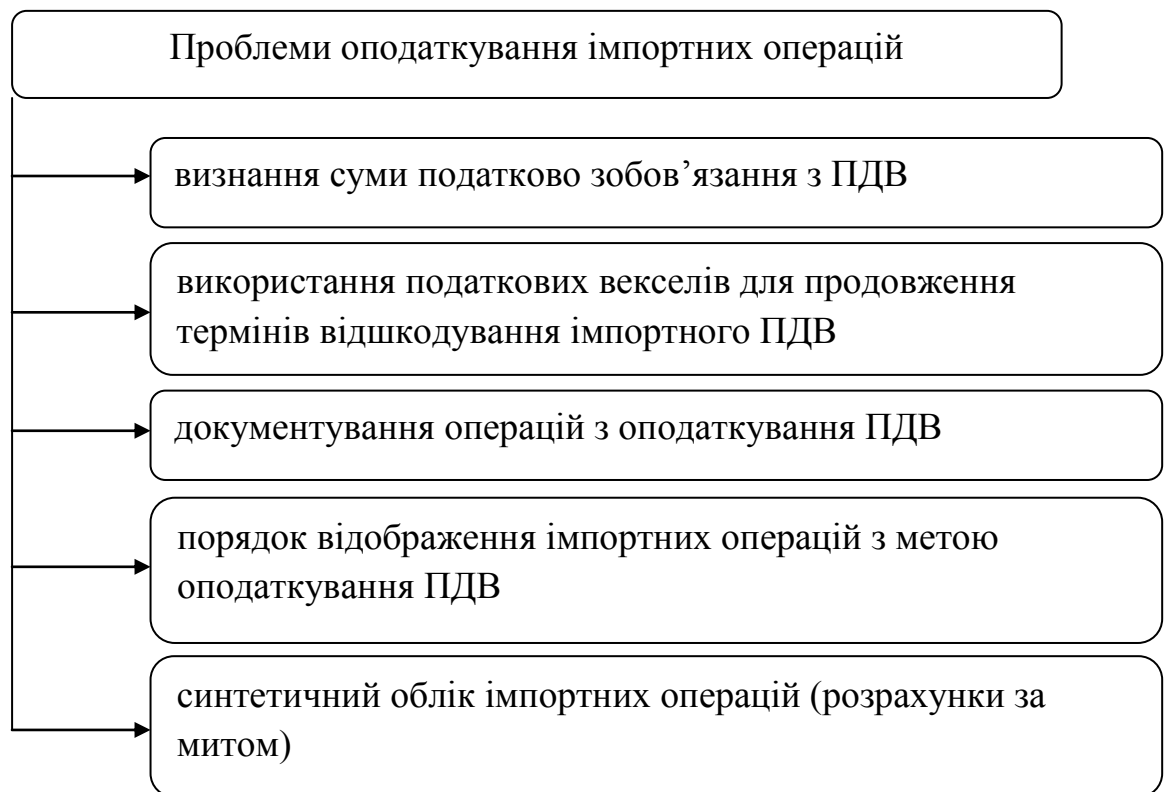 Проблеми оподаткування імпортних операцій
визнання суми податково зобов’язання з ПДВ
використання податкових векселів для продовження
термінів відшкодування імпортного ПДВ
документування операцій з оподаткування ПДВ
порядок відображення імпортних операцій з метою
оподаткування ПДВ
синтетичний облік імпортних операцій (розрахунки за
митом)